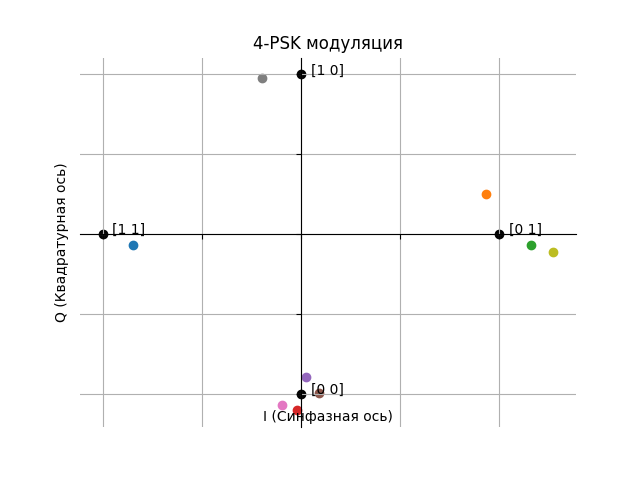 4-PSK модуляция
[1 0]
[1 1]
[0 1]
[0 0]
I (Синфазная ось)
Q (Квадратурная ось)